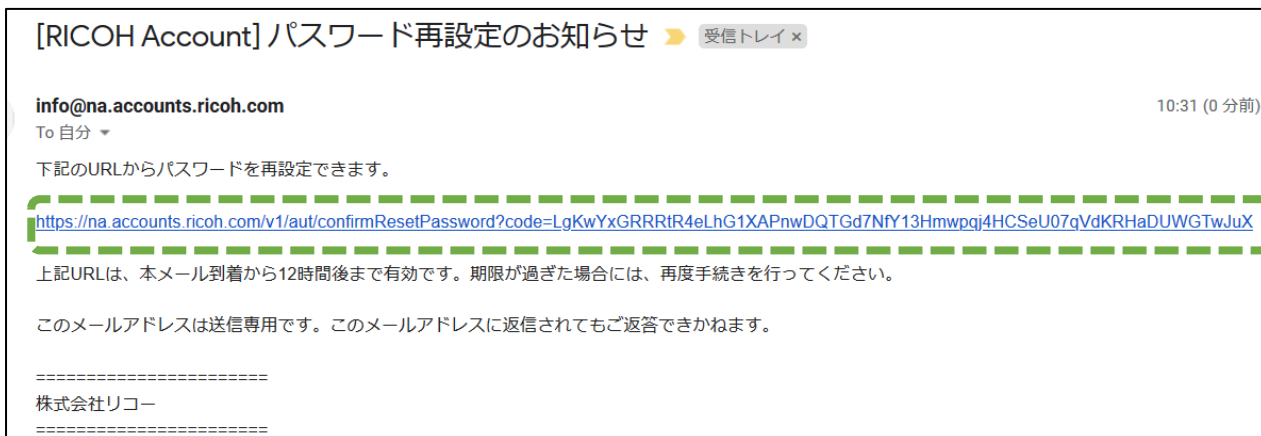 [RICOH Account] パスワード再設定のお知らせ 受信トレイ ×
info@na.accounts.ricoh.com 10:31 (0 分前)
To 自分
下記のURLからパスワードを再設定できます。
https://na.accounts.ricoh.com/v1/aut/confirmResetPassword?code=LgKwYxGRRRtR4eLhG1XAPnwDQTGd7NfY13Hmwpqj4HCSeU07qVdKRHaDUWGTwJuX
上記URLは、本メール到着から12時間後まで有効です。期限が過ぎた場合には、再度手続きを行ってください。
このメールアドレスは送信専用です。このメールアドレスに返信されてもご返答できかねます。
=======================
株式会社リコー
=======================